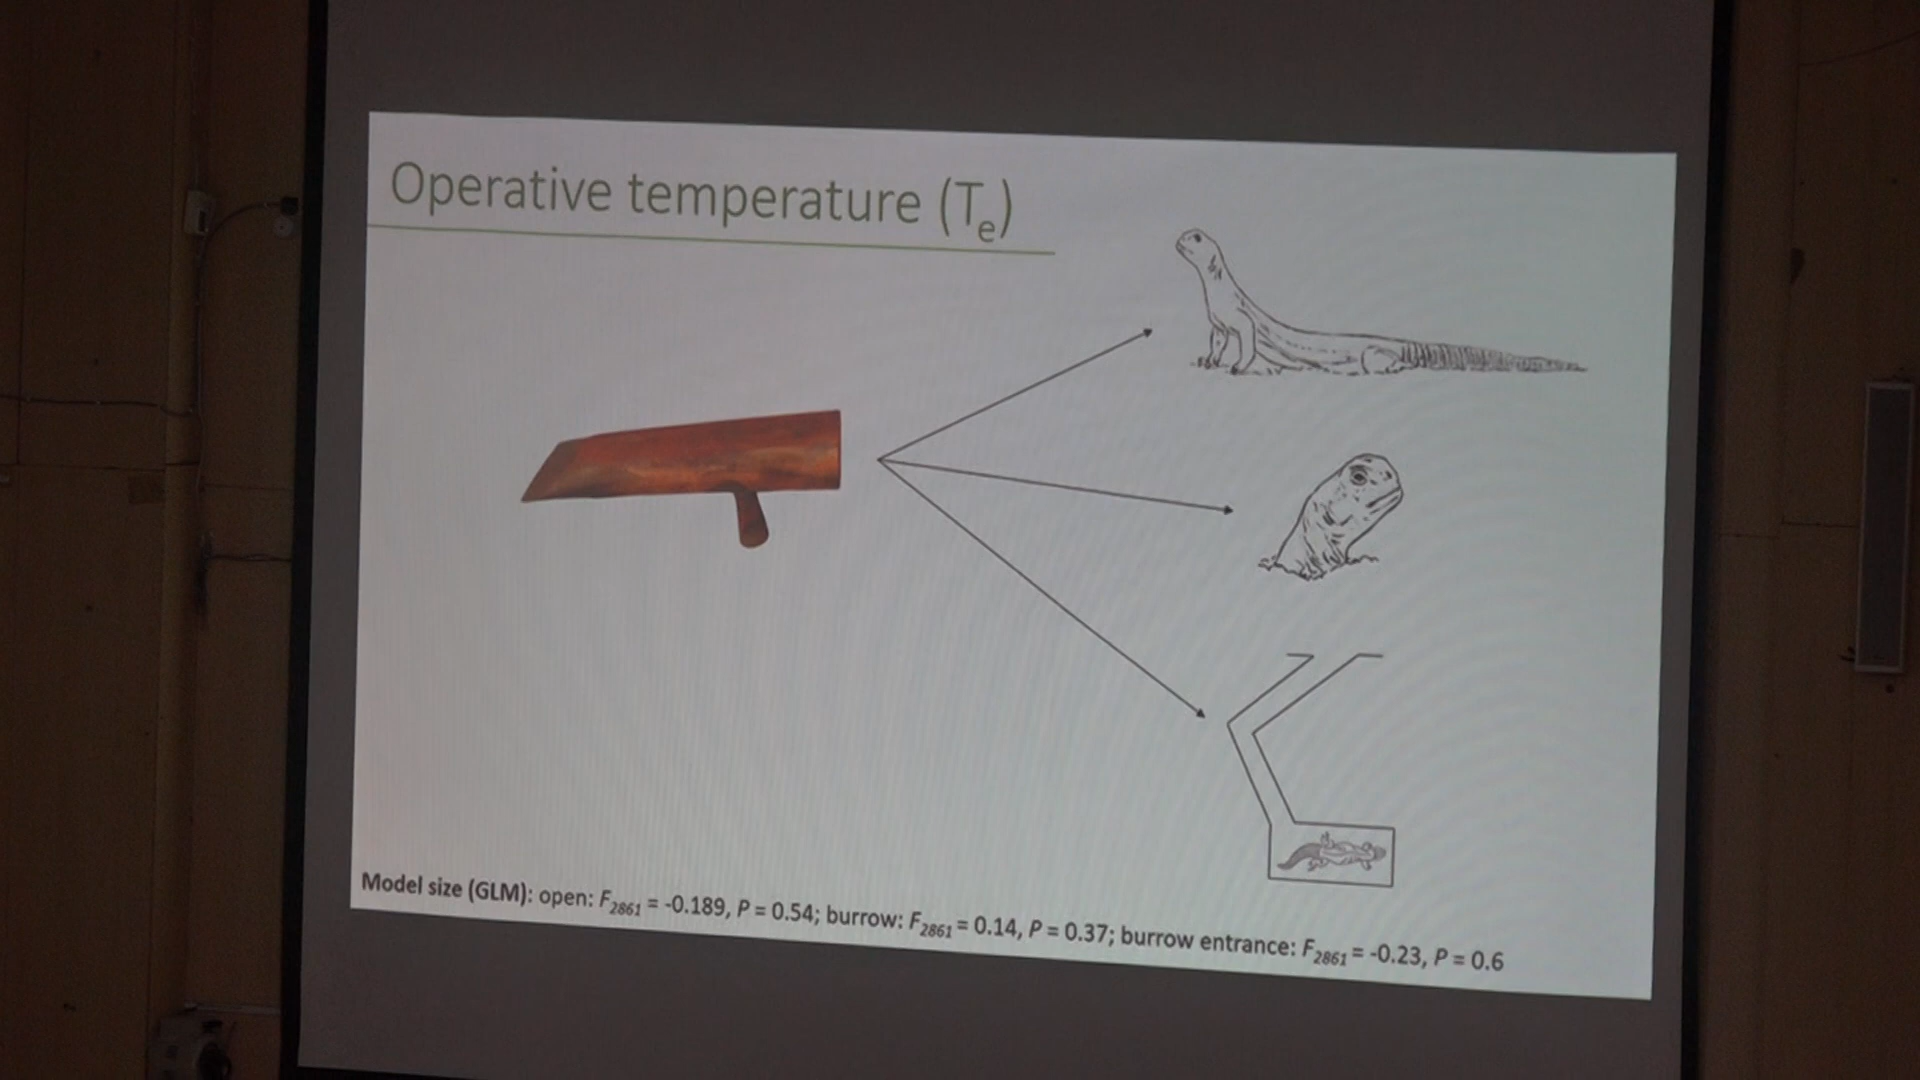 Operative temperature (Te)
Model size (GLM): open: F2861 = -0.189, P = 0.54; burrow: F2861 = 0.14, P = 0.37; burrow entrance: F2861 = -0.23, P = 0.6